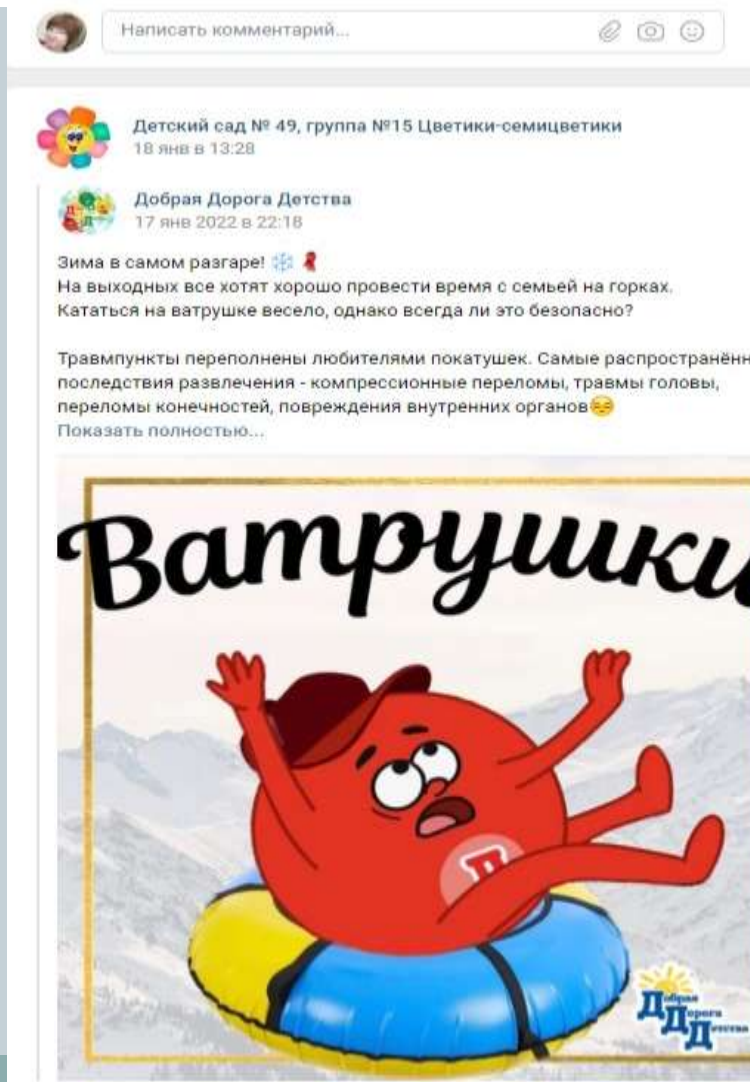 Написать комментарий...
Детский сад № 49, группа №15 Цветики-семицветики
18 янв в 13:28
Добрая Дорога Детства
17 янв 2022 в 22:18
Зима в самом разгаре! ❄️🧣
На выходных все хотят хорошо провести время с семьей на горках.
Кататься на ватрушке весело, однако всегда ли это безопасно?
Травмпункты переполнены любителями покатушек. Самые распространённ
последствия развлечения - компрессионные переломы, травмы головы,
переломы конечностей, повреждения внутренних органов😔
Показать полностью...
Ватрушки
Д
Добрая
Дорога
Детства